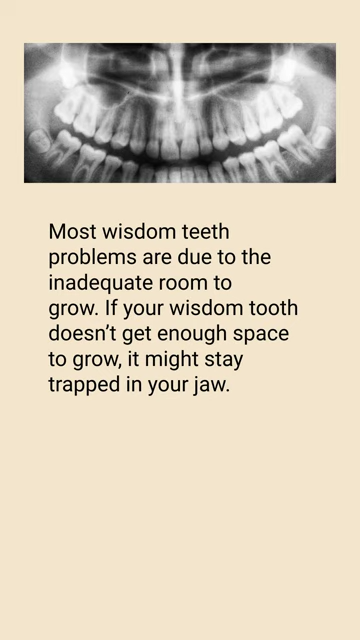 Most wisdom teeth
problems are due to the
inadequate room to
grow. If your wisdom tooth
doesn’t get enough space
to grow, it might stay
trapped in your jaw.